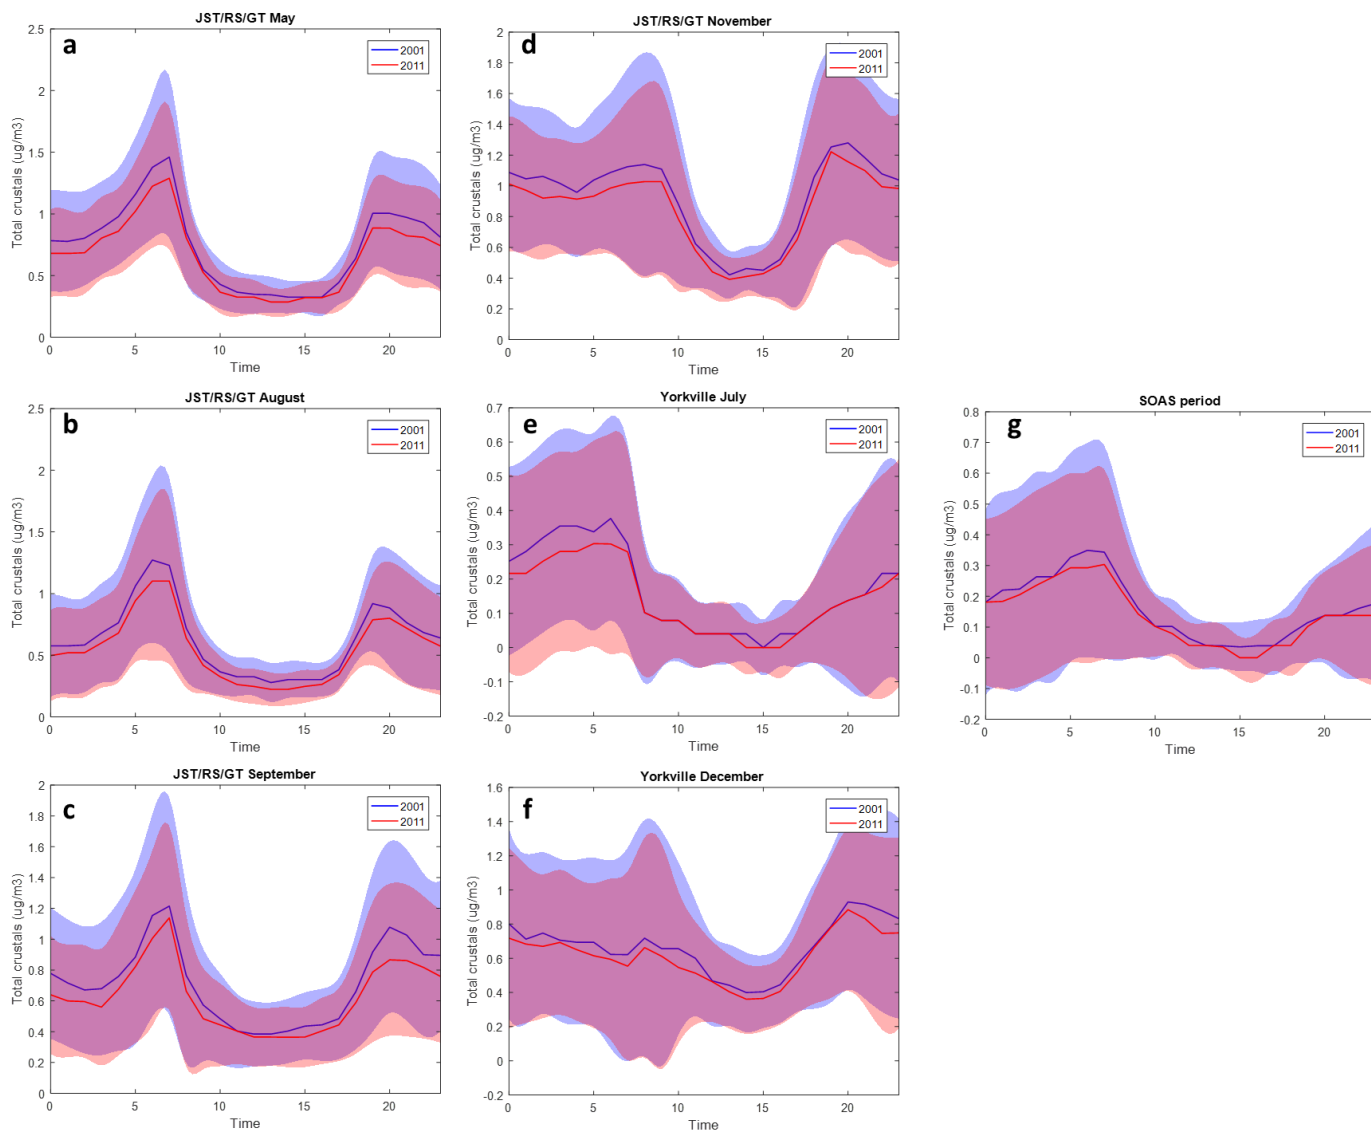 JST/RS/GT May
a
2001
2011
Total crustals (ug/m3)
2.5
2
1.5
1
0.5
0
0 5 10 15 20
Time
JST/RS/GT November
d
2001
2011
Total crustals (ug/m3)
2
1.8
1.6
1.4
1.2
1
0.8
0.6
0.4
0.2
0
0 5 10 15 20
Time
JST/RS/GT August
b
2001
2011
Total crustals (ug/m3)
2.5
2
1.5
1
0.5
0
0 5 10 15 20
Time
Yorkville July
e
2001
2011
Total crustals (ug/m3)
0.7
0.6
0.5
0.4
0.3
0.2
0.1
0
-0.1
-0.2
0 5 10 15 20
Time
SOAS period
g
2001
2011
Total crustals (ug/m3)
0.8
0.7
0.6
0.5
0.4
0.3
0.2
0.1
0
-0.1
-0.2
0 5 10 15 20
Time
JST/RS/GT September
c
2001
2011
Total crustals (ug/m3)
2
1.8
1.6
1.4
1.2
1
0.8
0.6
0.4
0.2
0
0 5 10 15 20
Time
Yorkville December
f
2001
2011
Total crustals (ug/m3)
1.6
1.4
1.2
1
0.8
0.6
0.4
0.2
0
-0.2
0 5 10 15 20
Time